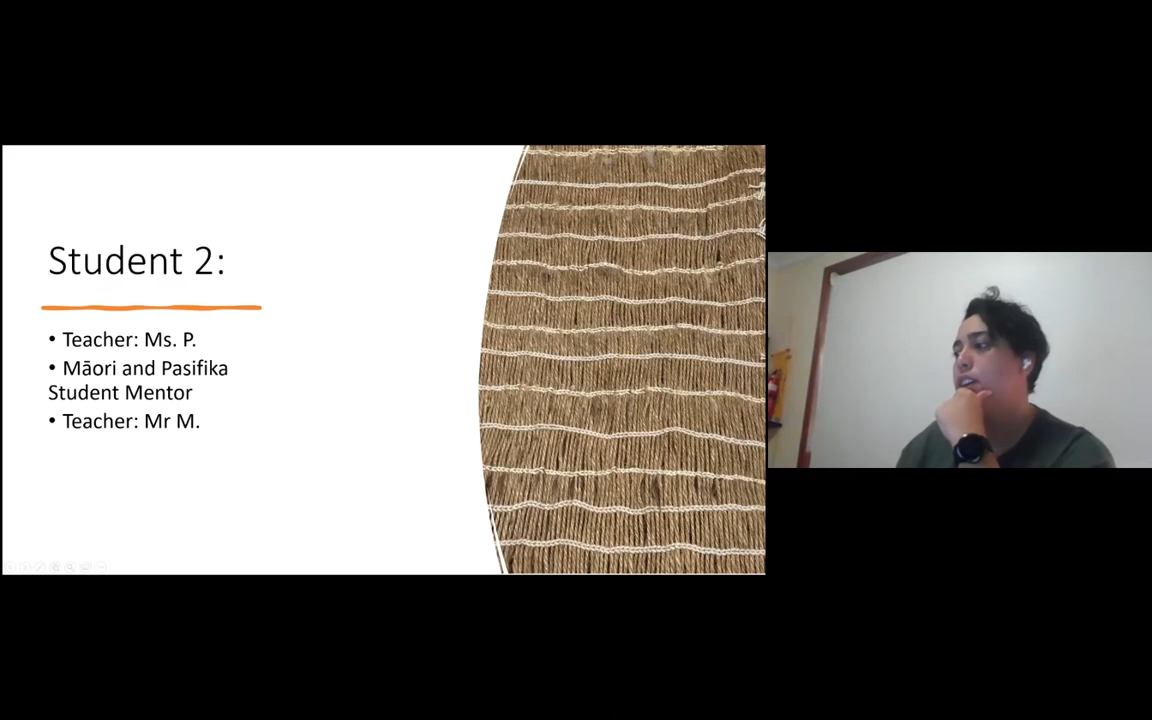 Student 2:
• Teacher: Ms. P.
• Māori and Pasifika
Student Mentor
• Teacher: Mr M.